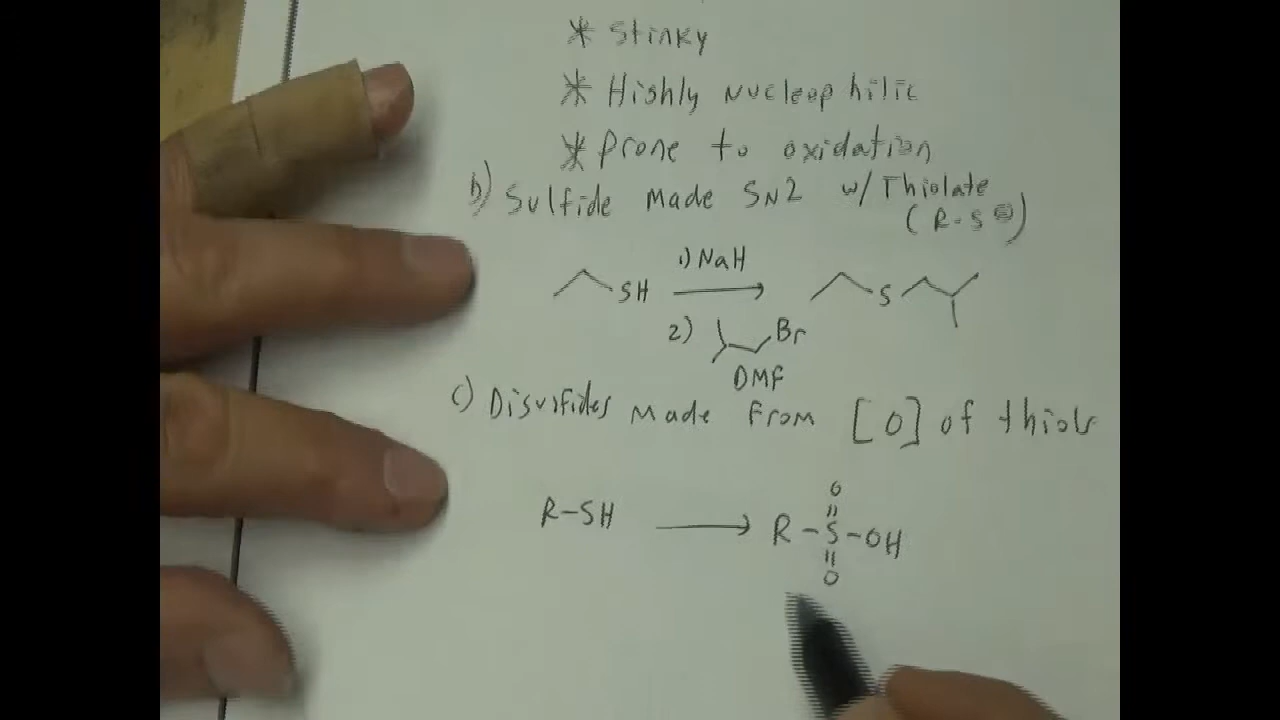 * Stinky
* Highly nucleophilic
* Prone to oxidation
b) Sulfide made SN2 w/ Thiolate
(R-S⊖)
1) NaH
SH
S
2) Br
DMF
c) Disulfides made from [O] of thiols
O
R-SH → R-S-OH
O